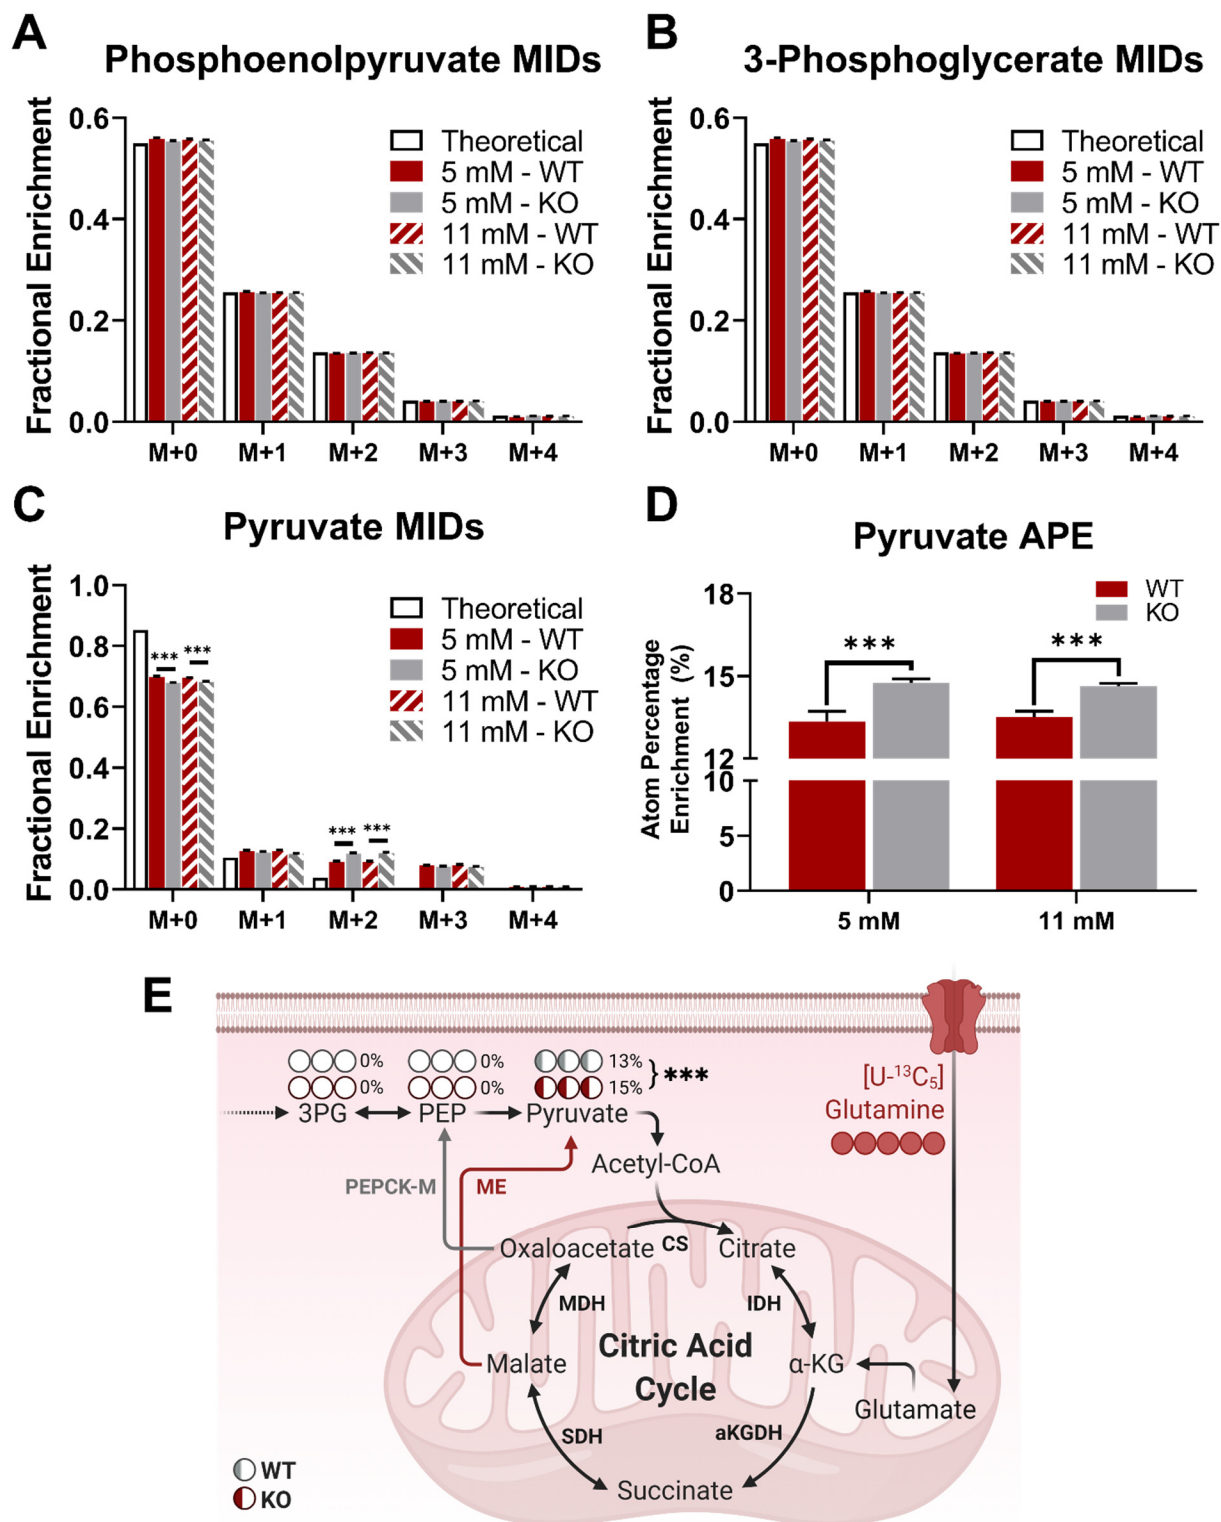 A
Phosphoenolpyruvate MIDs
Fractional Enrichment
0.6
0.4
0.2
0.0
M+0 M+1 M+2 M+3 M+4
Theoretical
5 mM - WT
5 mM - KO
11 mM - WT
11 mM - KO
B
3-Phosphoglycerate MIDs
Fractional Enrichment
0.6
0.4
0.2
0.0
M+0 M+1 M+2 M+3 M+4
Theoretical
5 mM - WT
5 mM - KO
11 mM - WT
11 mM - KO
C
Pyruvate MIDs
Fractional Enrichment
1.0
0.8
0.6
0.4
0.2
0.0
*** ***
*** ***
M+0 M+1 M+2 M+3 M+4
Theoretical
5 mM - WT
5 mM - KO
11 mM - WT
11 mM - KO
D
Pyruvate APE
Atom Percentage
Enrichment (%)
18
15
12
10
5
0
WT
KO
*** ***
5 mM 11 mM
E
0% 0% 13%
0% 0% 15%
***
3PG PEP Pyruvate
[U-¹³C₅]
Glutamine
Acetyl-CoA
PEPCK-M ME
Oxaloacetate CS Citrate
MDH IDH
Citric Acid
Cycle
Malate α-KG
Glutamate
SDH aKGDH
Succinate
WT
KO